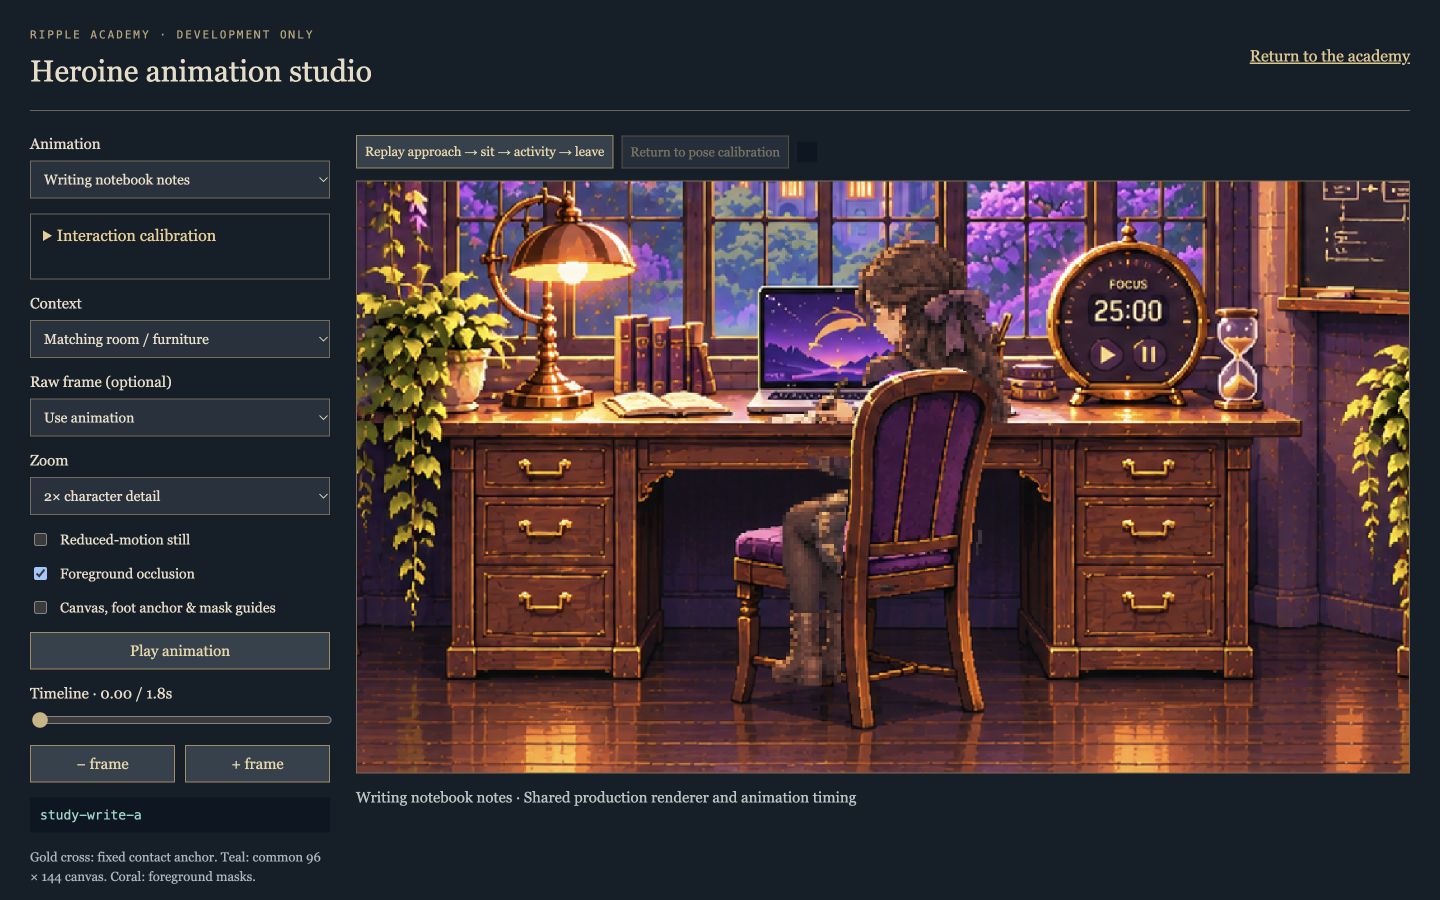 RIPPLE ACADEMY · DEVELOPMENT ONLY
Heroine animation studio
Return to the academy
Animation
Writing notebook notes
Interaction calibration
Context
Matching room / furniture
Raw frame (optional)
Use animation
Zoom
2× character detail
Reduced-motion still
Foreground occlusion
Canvas, foot anchor & mask guides
Play animation
Timeline · 0.00 / 1.8s
− frame
+ frame
study-write-a
Gold cross: fixed contact anchor. Teal: common 96
× 144 canvas. Coral: foreground masks.
Replay approach → sit → activity → leave
Return to pose calibration
FOCUS
25:00
Writing notebook notes · Shared production renderer and animation timing